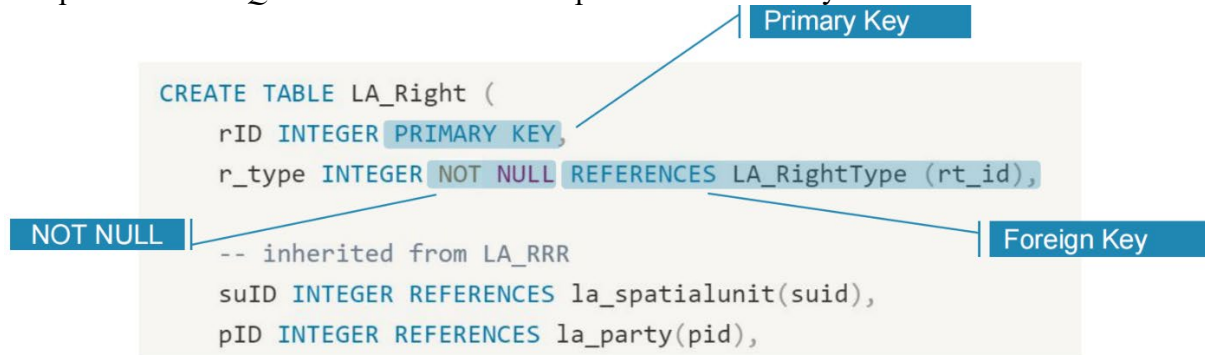 Primary Key
CREATE TABLE LA_Right (
rID INTEGER PRIMARY KEY,
r_type INTEGER NOT NULL REFERENCES LA_RightType (rt_id),
NOT NULL
Foreign Key
-- inherited from LA_RRR
suID INTEGER REFERENCES la_spatialunit(suid),
pID INTEGER REFERENCES la_party(pid),